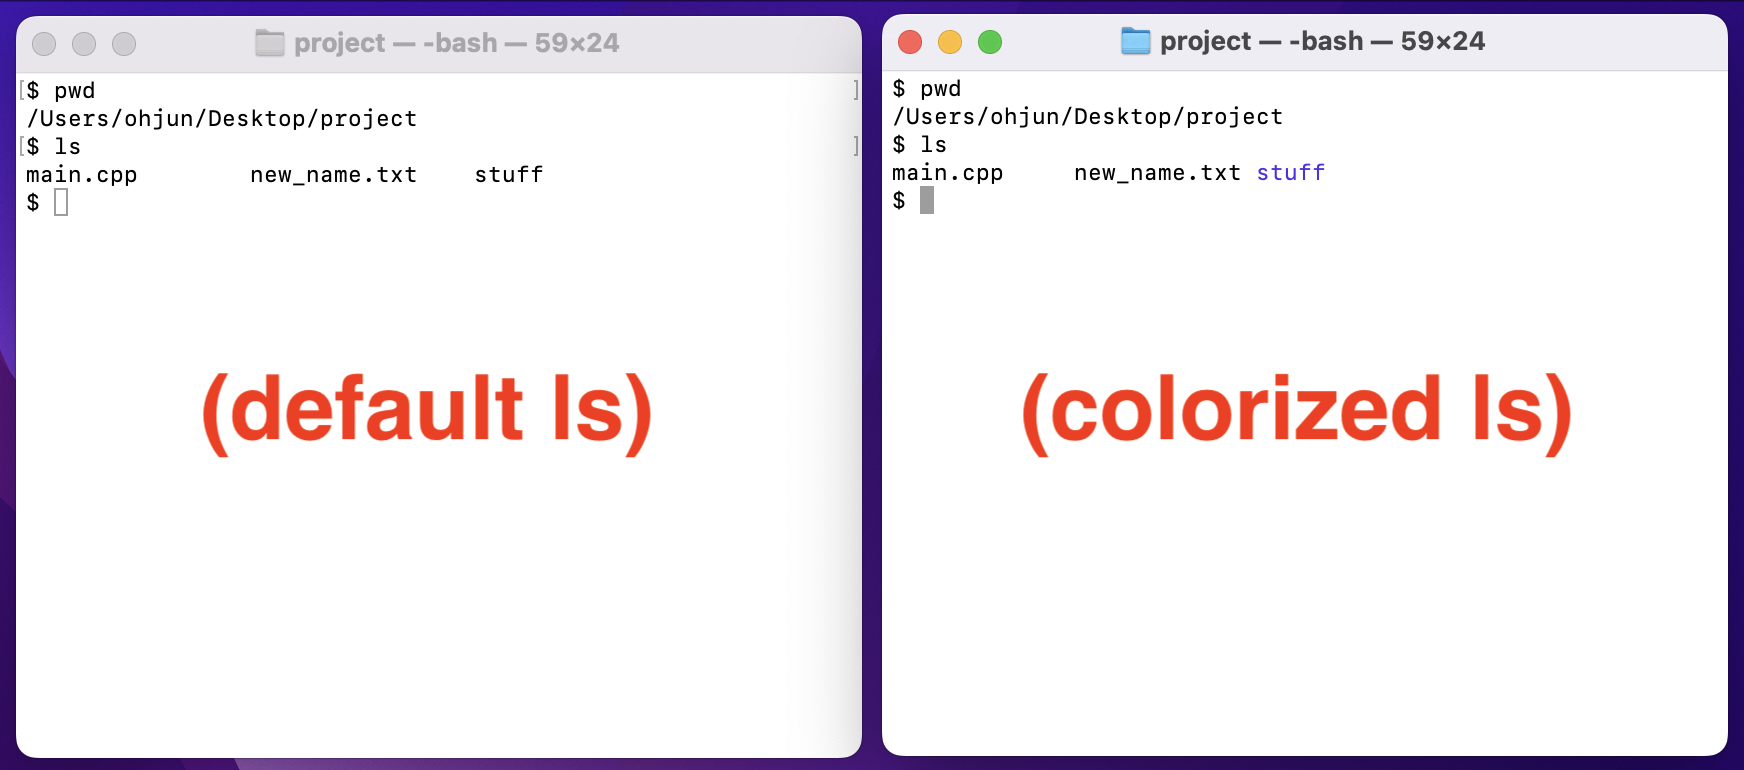 project — -bash — 59×24
[$ pwd ]
/Users/ohjun/Desktop/project
[$ ls ]
main.cpp new_name.txt stuff
$
(default ls)
project — -bash — 59×24
$ pwd
/Users/ohjun/Desktop/project
$ ls
main.cpp new_name.txt stuff
$
(colorized ls)